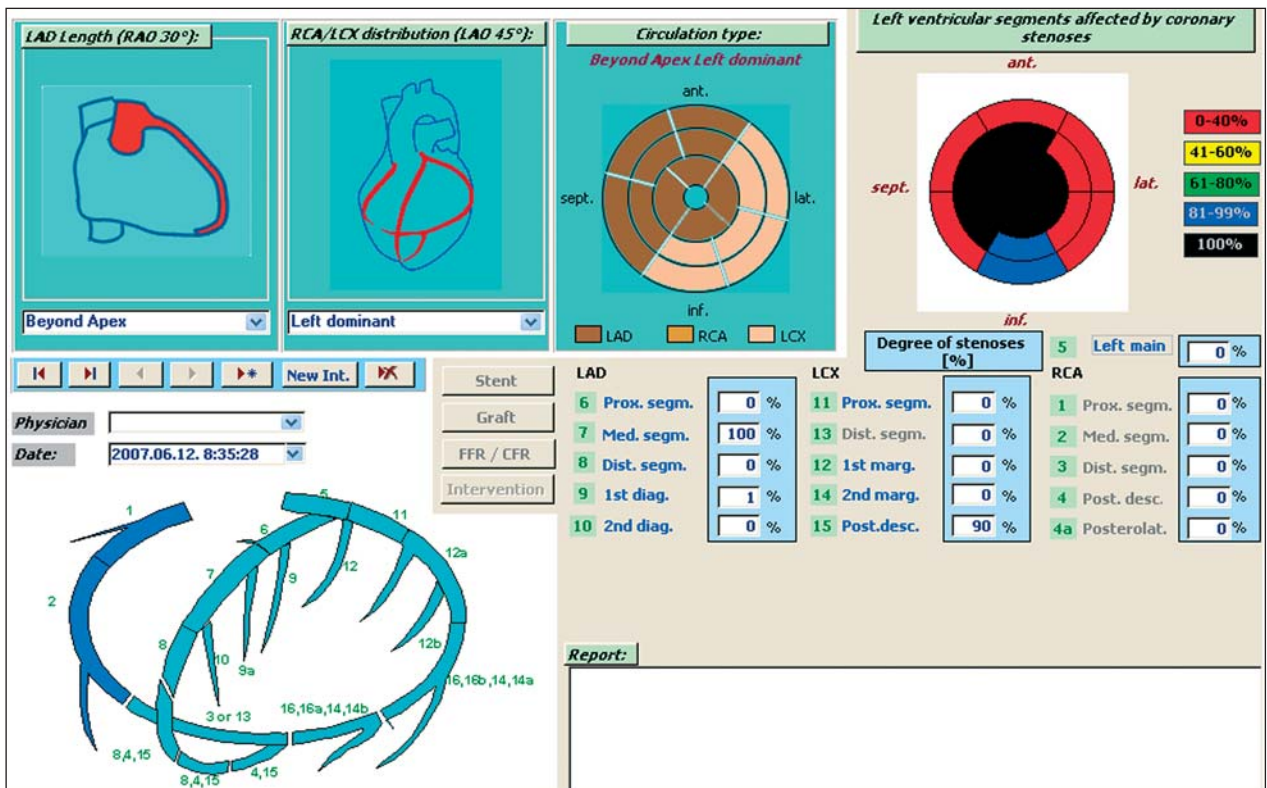 LAD Length (RAO 30°):
Beyond Apex
RCA/LCX distribution (LAO 45°):
Left dominant
Circulation type:
Beyond Apex Left dominant
ant.
sept.
lat.
inf.
LAD RCA LCX
Left ventricular segments affected by coronary
stenoses
ant.
sept.
lat.
inf.
0-40%
41-60%
61-80%
81-99%
100%
New Int.
Physician
Date: 2007.06.12. 8:35:28
Stent
Graft
FFR / CFR
Intervention
Degree of stenoses
[%]
5 Left main 0 %
LAD
6 Prox. segm. 0 %
7 Med. segm. 100 %
8 Dist. segm. 0 %
9 1st diag. 1 %
10 2nd diag. 0 %
LCX
11 Prox. segm. 0 %
13 Dist. segm. 0 %
12 1st marg. 0 %
14 2nd marg. 0 %
15 Post.desc. 90 %
RCA
1 Prox. segm. 0 %
2 Med. segm. 0 %
3 Dist. segm. 0 %
4 Post. desc. 0 %
4a Posterolat. 0 %
1
5
6
11
7
9
12
12a
2
8
10
9a
12b
3 or 13
16,16a,14,14b
16,16b,14,14a
8,4,15
8,4,15
4,15
Report: